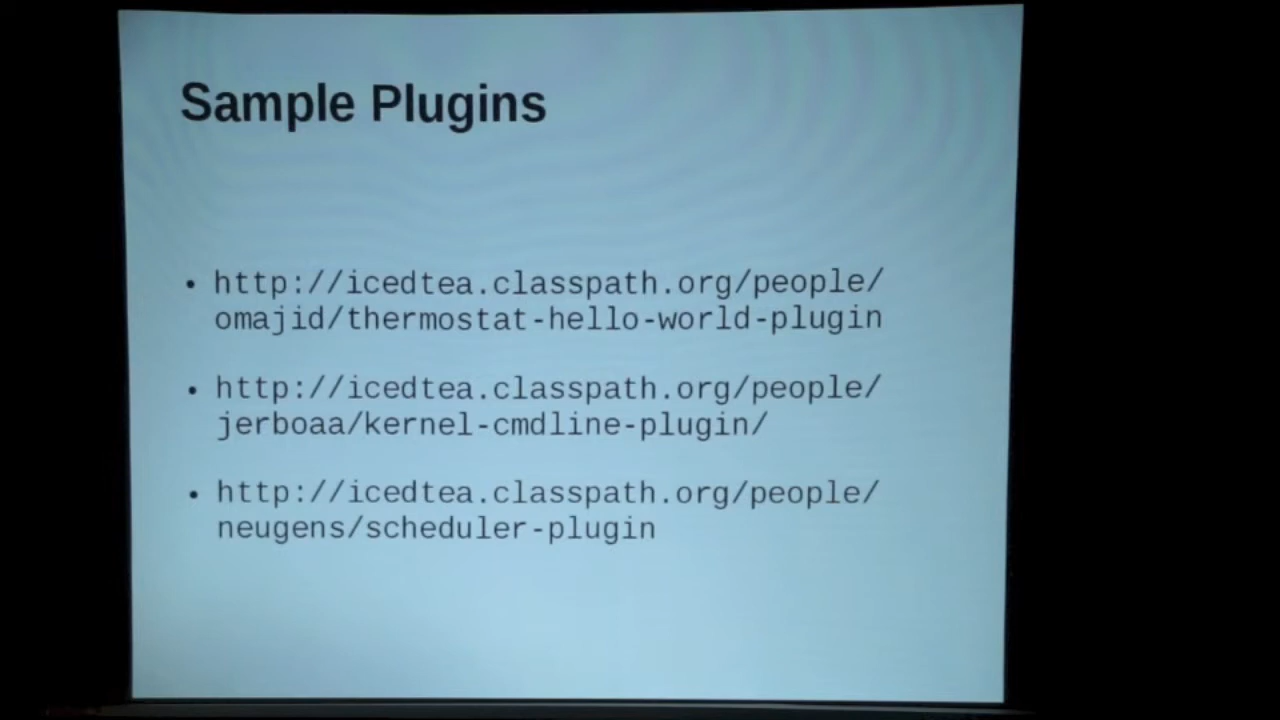 Sample Plugins
• http://icedtea.classpath.org/people/
omajid/thermostat-hello-world-plugin
• http://icedtea.classpath.org/people/
jerboaa/kernel-cmdline-plugin/
• http://icedtea.classpath.org/people/
neugens/scheduler-plugin